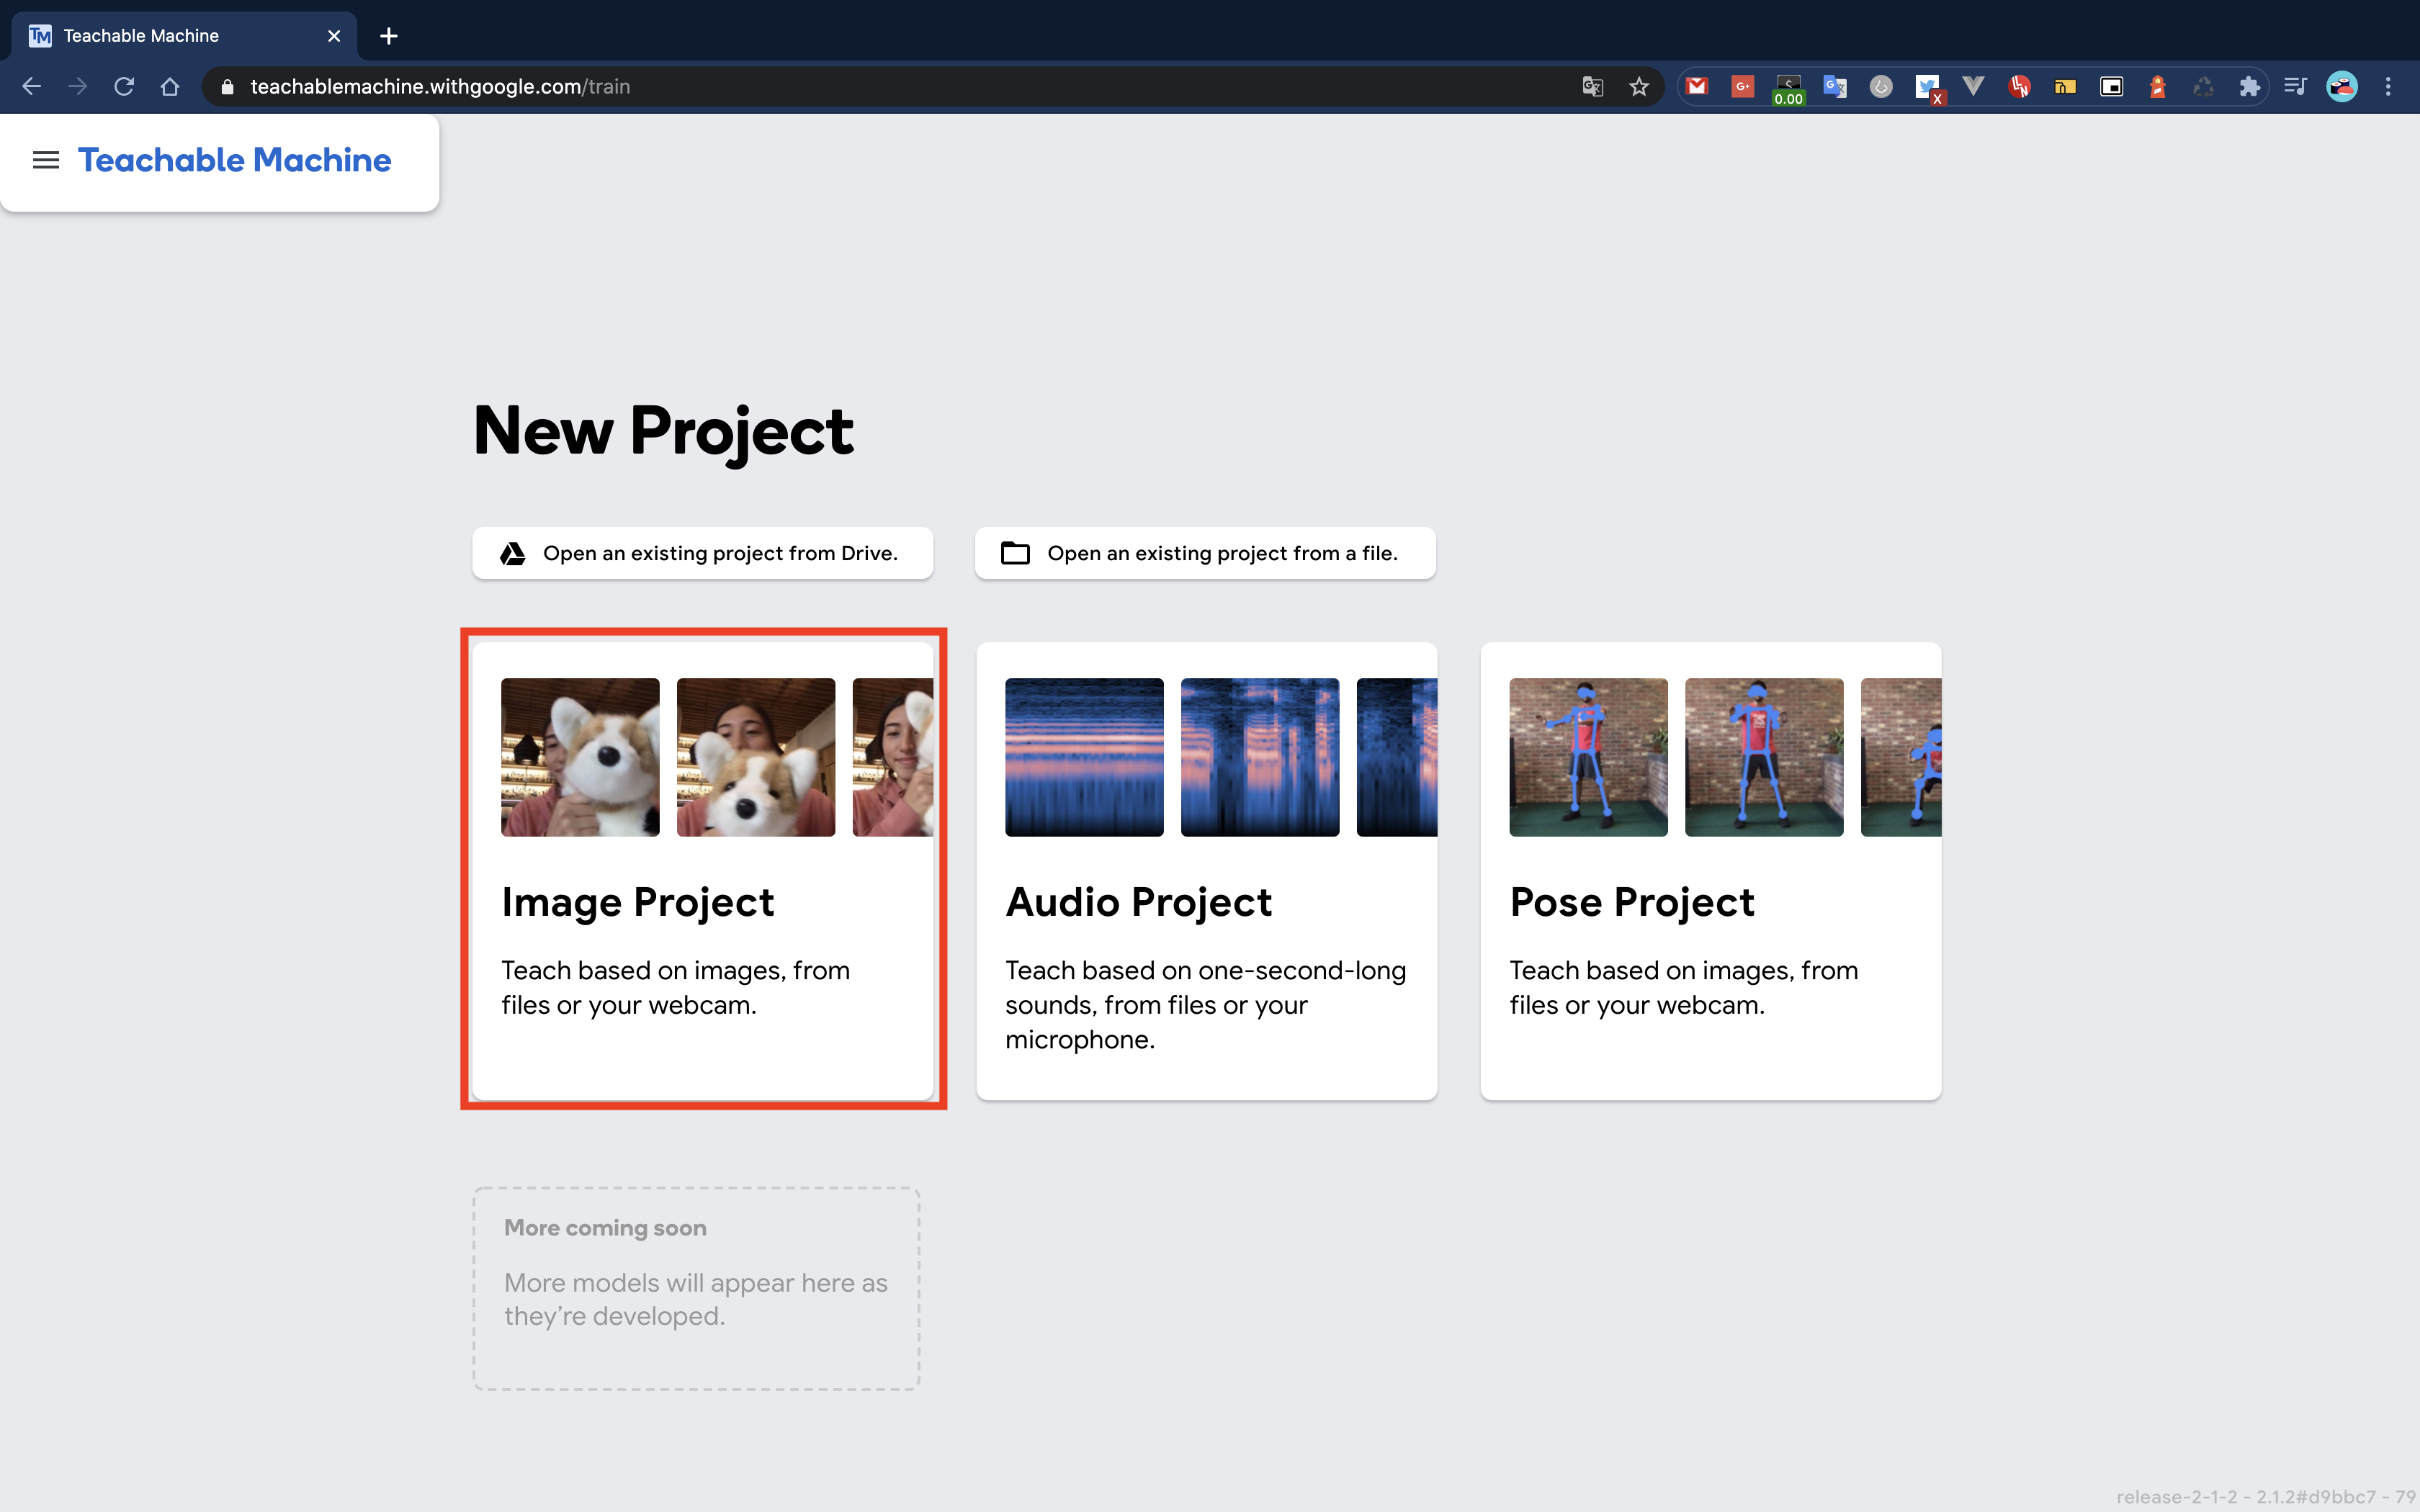 TM Teachable Machine
teachablemachine.withgoogle.com/train
0.00
X
Teachable Machine
New Project
Open an existing project from Drive.
Open an existing project from a file.
Image Project
Teach based on images, from
files or your webcam.
Audio Project
Teach based on one-second-long
sounds, from files or your
microphone.
Pose Project
Teach based on images, from
files or your webcam.
More coming soon
More models will appear here as
they’re developed.
release-2-1-2 - 2.1.2#d9bbc7 - 79